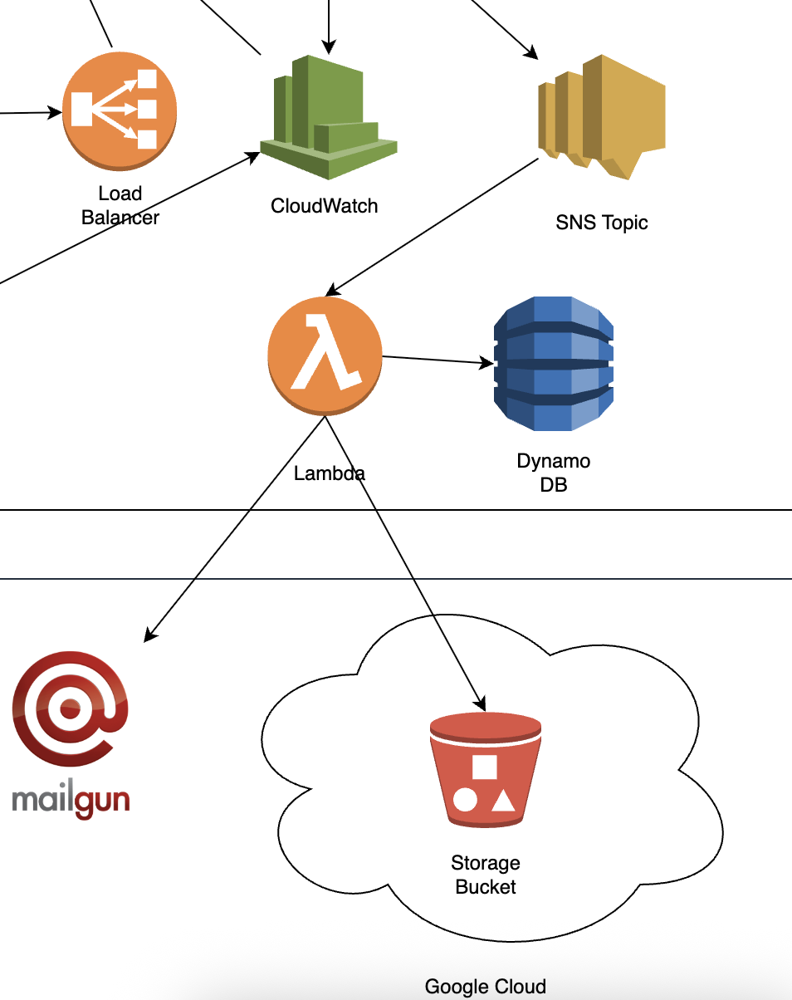 Load
Balancer
CloudWatch
SNS Topic
Lambda
Dynamo
DB
mailgun
Storage
Bucket
Google Cloud